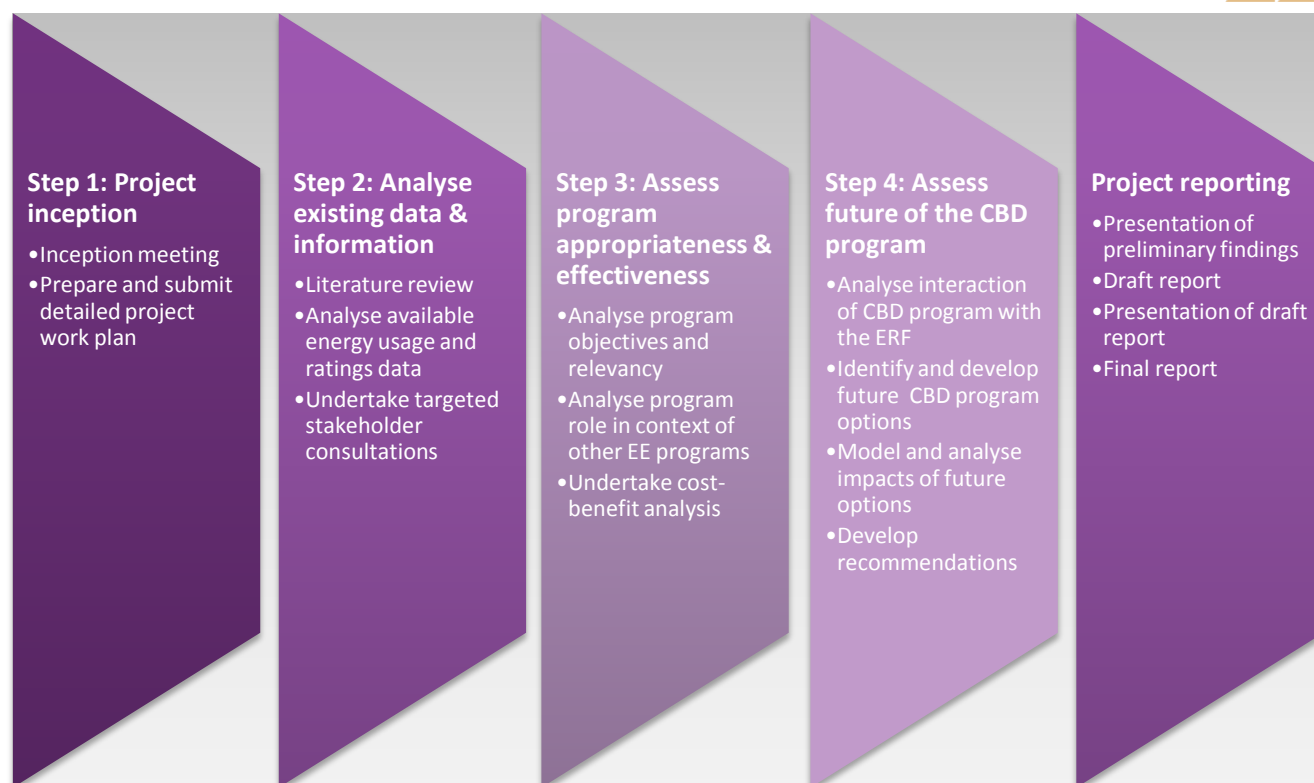 Step 1: Project
inception
•Inception meeting
•Prepare and submit
detailed project
work plan
Step 2: Analyse
existing data &
information
•Literature review
•Analyse available
energy usage and
ratings data
•Undertake targeted
stakeholder
consultations
Step 3: Assess
program
appropriateness &
effectiveness
•Analyse program
objectives and
relevancy
•Analyse program
role in context of
other EE programs
•Undertake cost-
benefit analysis
Step 4: Assess
future of the CBD
program
•Analyse interaction
of CBD program with
the ERF
•Identify and develop
future CBD program
options
•Model and analyse
impacts of future
options
•Develop
recommendations
Project reporting
•Presentation of
preliminary findings
•Draft report
•Presentation of draft
report
•Final report